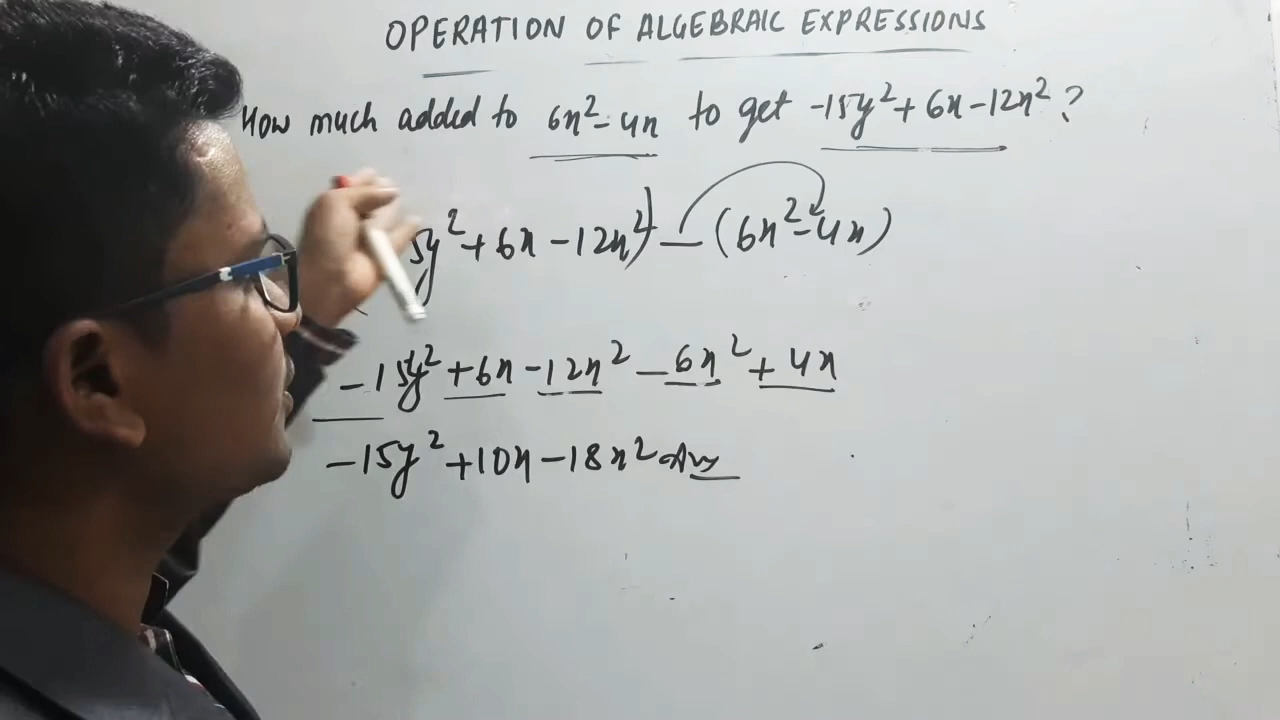 OPERATION OF ALGEBRAIC EXPRESSIONS
How much added to 6x² - 4x to get -15y² + 6x - 12x² ?
5y² + 6x - 12x²) - (6x² - 4x)
-15y² + 6x - 12x² - 6x² + 4x
-15y² + 10x - 18x² Ans